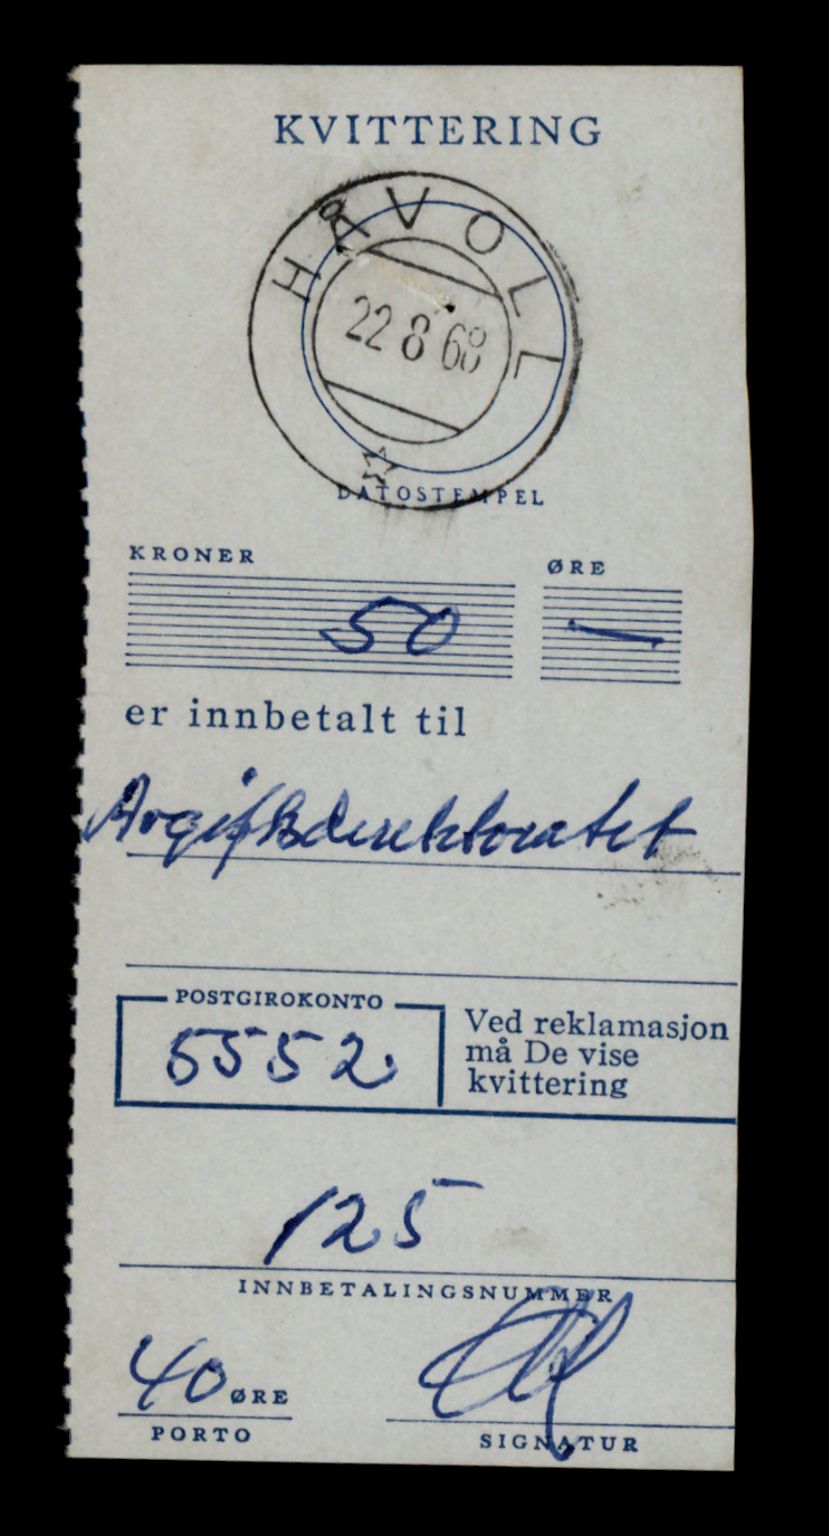 KVITTERING
HÅVOLL
22 8 68
DATOSTEMPEL
KRONER ØRE
50 —
er innbetalt til
Avgiftsdirektoratet
POSTGIROKONTO
5552
Ved reklamasjon
må De vise
kvittering
125
INNBETALINGSNUMMER
40 ØRE
PORTO
SIGNATUR